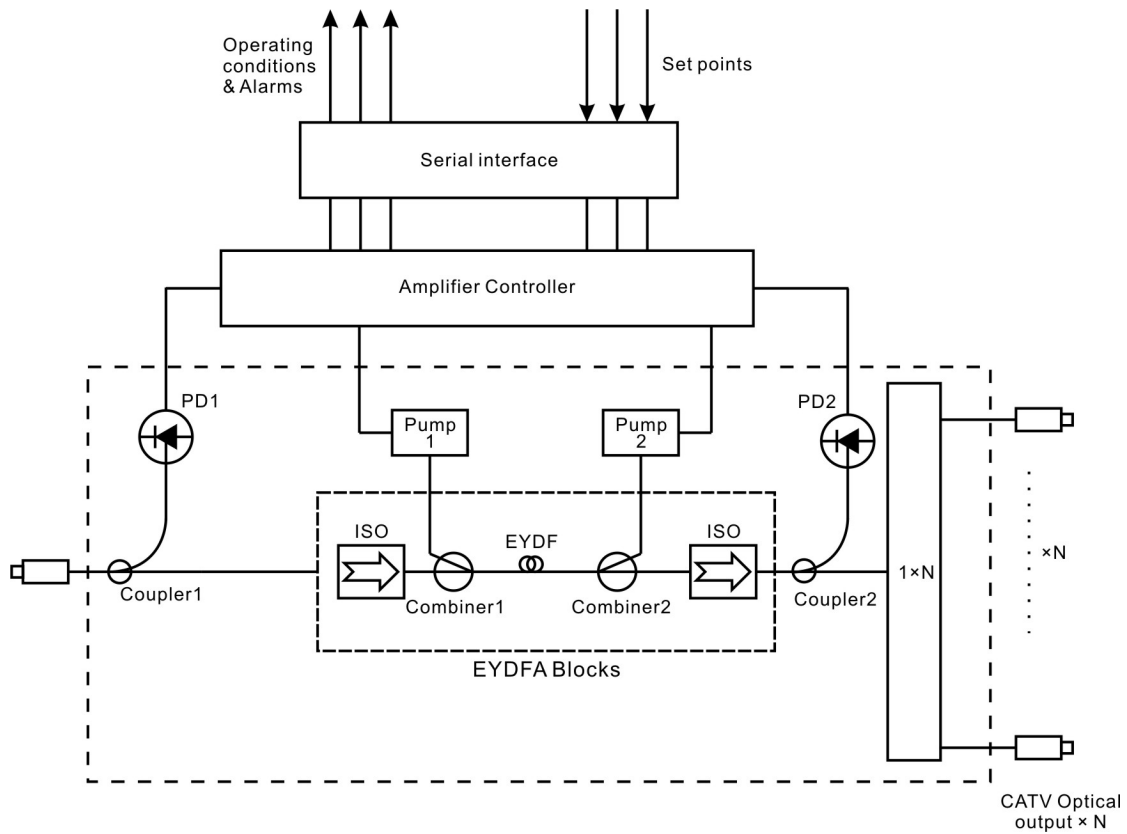 Operating
conditions
& Alarms
Set points
Serial interface
Amplifier Controller
PD1
Pump
1
Pump
2
PD2
ISO
EYDF
ISO
Coupler1
Combiner1
Combiner2
Coupler2
1×N
×N
EYDFA Blocks
CATV Optical
output × N